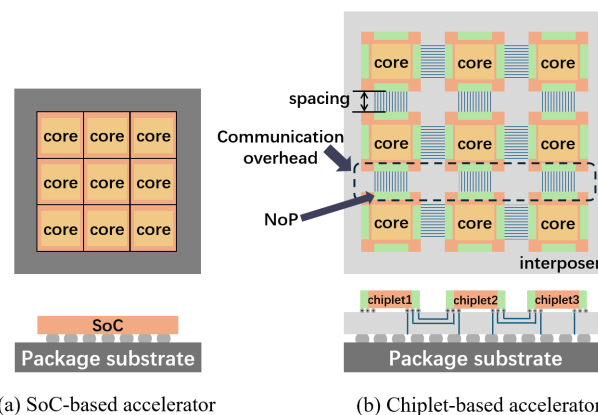 core core core
core core core
core core core
SoC
Package substrate
(a) SoC-based accelerator
core core core
spacing
Communication
overhead
core core core
NoP
core core core
interposer
chiplet1 chiplet2 chiplet3
Package substrate
(b) Chiplet-based accelerator